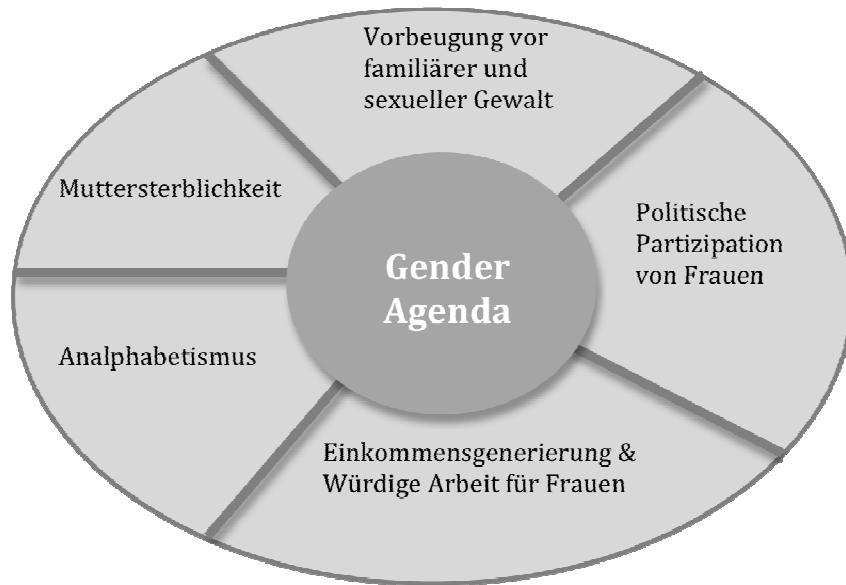 Vorbeugung vor
familiärer und
sexueller Gewalt
Muttersterblichkeit
Politische
Partizipation
von Frauen
Gender
Agenda
Analphabetismus
Einkommensgenerierung &
Würdige Arbeit für Frauen